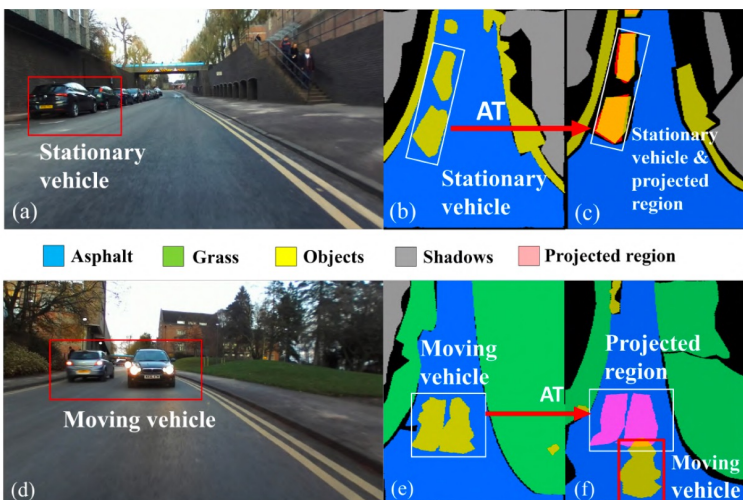 Stationary
vehicle
(a)
AT
Stationary
vehicle
(b)
Stationary
vehicle &
projected
region
(c)
Asphalt
Grass
Objects
Shadows
Projected region
Moving vehicle
(d)
Moving
vehicle
AT
(e)
Projected
region
Moving
vehicle
(f)